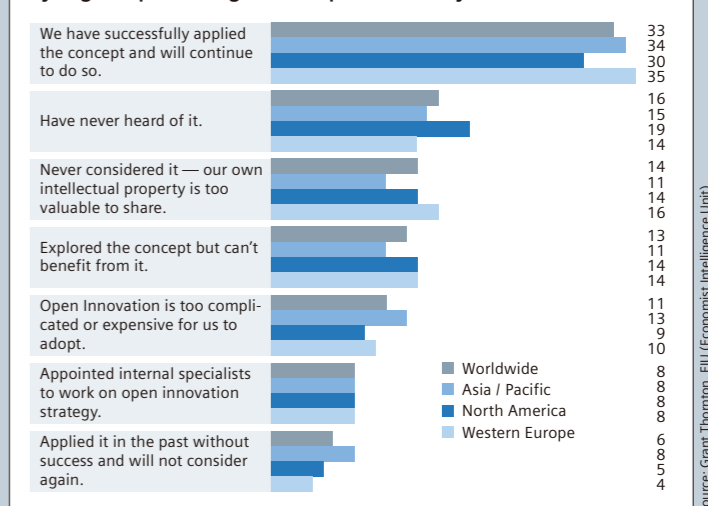 We have successfully applied
the concept and will continue
to do so.
33
34
30
35
Have never heard of it.
16
15
19
14
Never considered it — our own
intellectual property is too
valuable to share.
14
11
14
16
Explored the concept but can't
benefit from it.
13
11
14
14
Open Innovation is too compli-
cated or expensive for us to
adopt.
11
13
9
10
Appointed internal specialists
to work on open innovation
strategy.
8
8
8
8
Applied it in the past without
success and will not consider
again.
6
8
5
4
Worldwide
Asia / Pacific
North America
Western Europe
Grant Thornton, EIU (Economist Intelligence Unit)